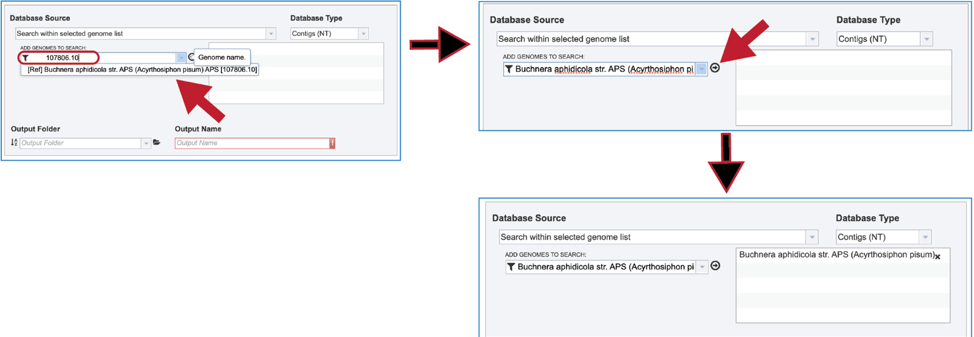 Database Source
Database Type
Search within selected genome list
Contigs (NT)
ADD GENOMES TO SEARCH:
107806.10
Genome name.
[Ref] Buchnera aphidicola str. APS (Acyrthosiphon pisum) APS [107806.10]
Output Folder
Output Name
Output Folder
Output Name
Database Source
Database Type
Search within selected genome list
Contigs (NT)
ADD GENOMES TO SEARCH:
Buchnera aphidicola str. APS (Acyrthosiphon pi
Database Source
Database Type
Search within selected genome list
Contigs (NT)
ADD GENOMES TO SEARCH:
Buchnera aphidicola str. APS (Acyrthosiphon pi
Buchnera aphidicola str. APS (Acyrthosiphon pisum)